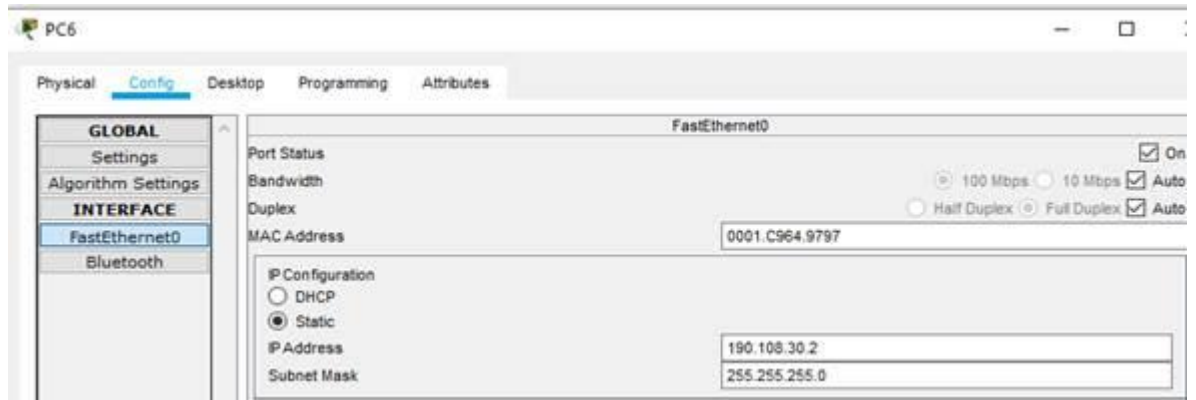 PC6
Physical Config Desktop Programming Attributes
GLOBAL
Settings
Algorithm Settings
INTERFACE
FastEthernet0
Bluetooth
FastEthernet0
Port Status On
Bandwidth 100 Mbps 10 Mbps Auto
Duplex Half Duplex Full Duplex Auto
MAC Address 0001.C964.9797
IP Configuration
DHCP
Static
IP Address 190.108.30.2
Subnet Mask 255.255.255.0